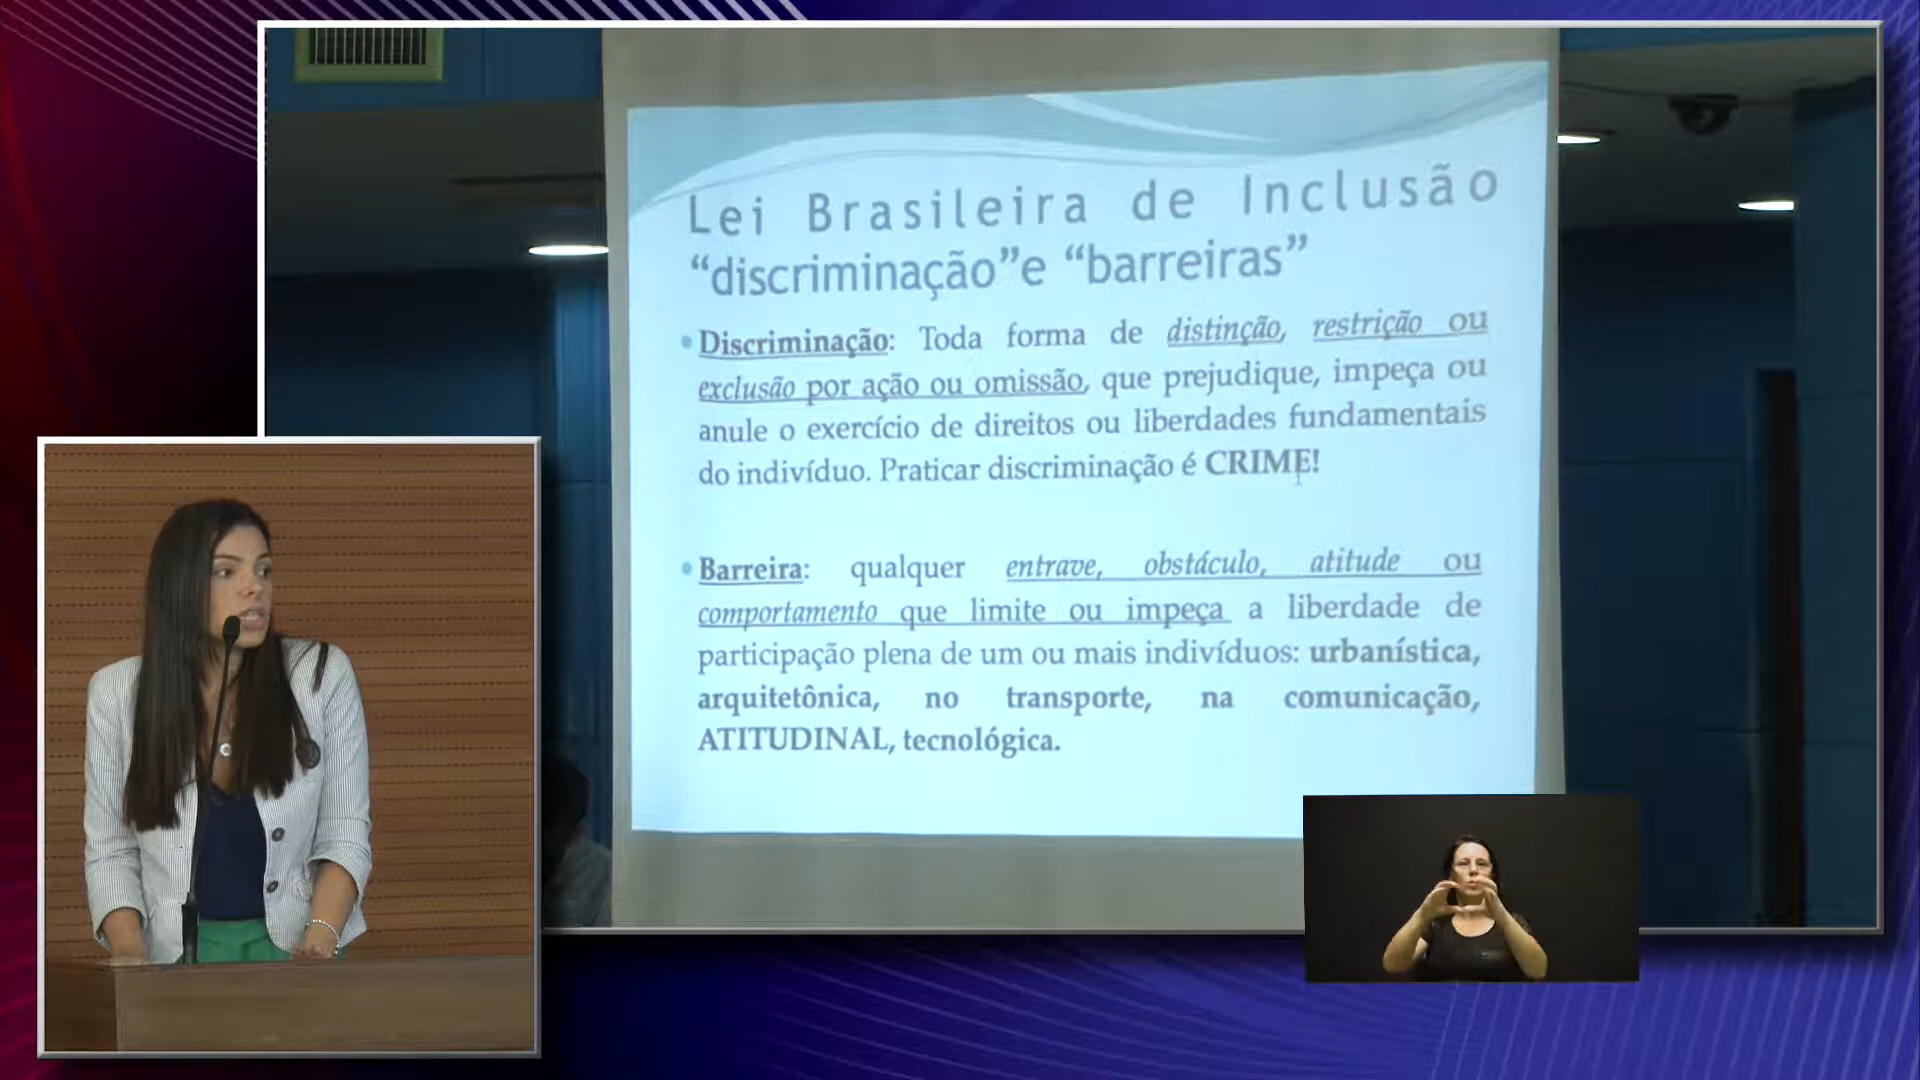 Lei Brasileira de Inclusão
“discriminação”e “barreiras”
Discriminação: Toda forma de distinção, restrição ou
exclusão por ação ou omissão, que prejudique, impeça ou
anule o exercício de direitos ou liberdades fundamentais
do indivíduo. Praticar discriminação é CRIME!
Barreira: qualquer entrave, obstáculo, atitude ou
comportamento que limite ou impeça a liberdade de
participação plena de um ou mais indivíduos: urbanística,
arquitetônica, no transporte, na comunicação,
ATITUDINAL, tecnológica.